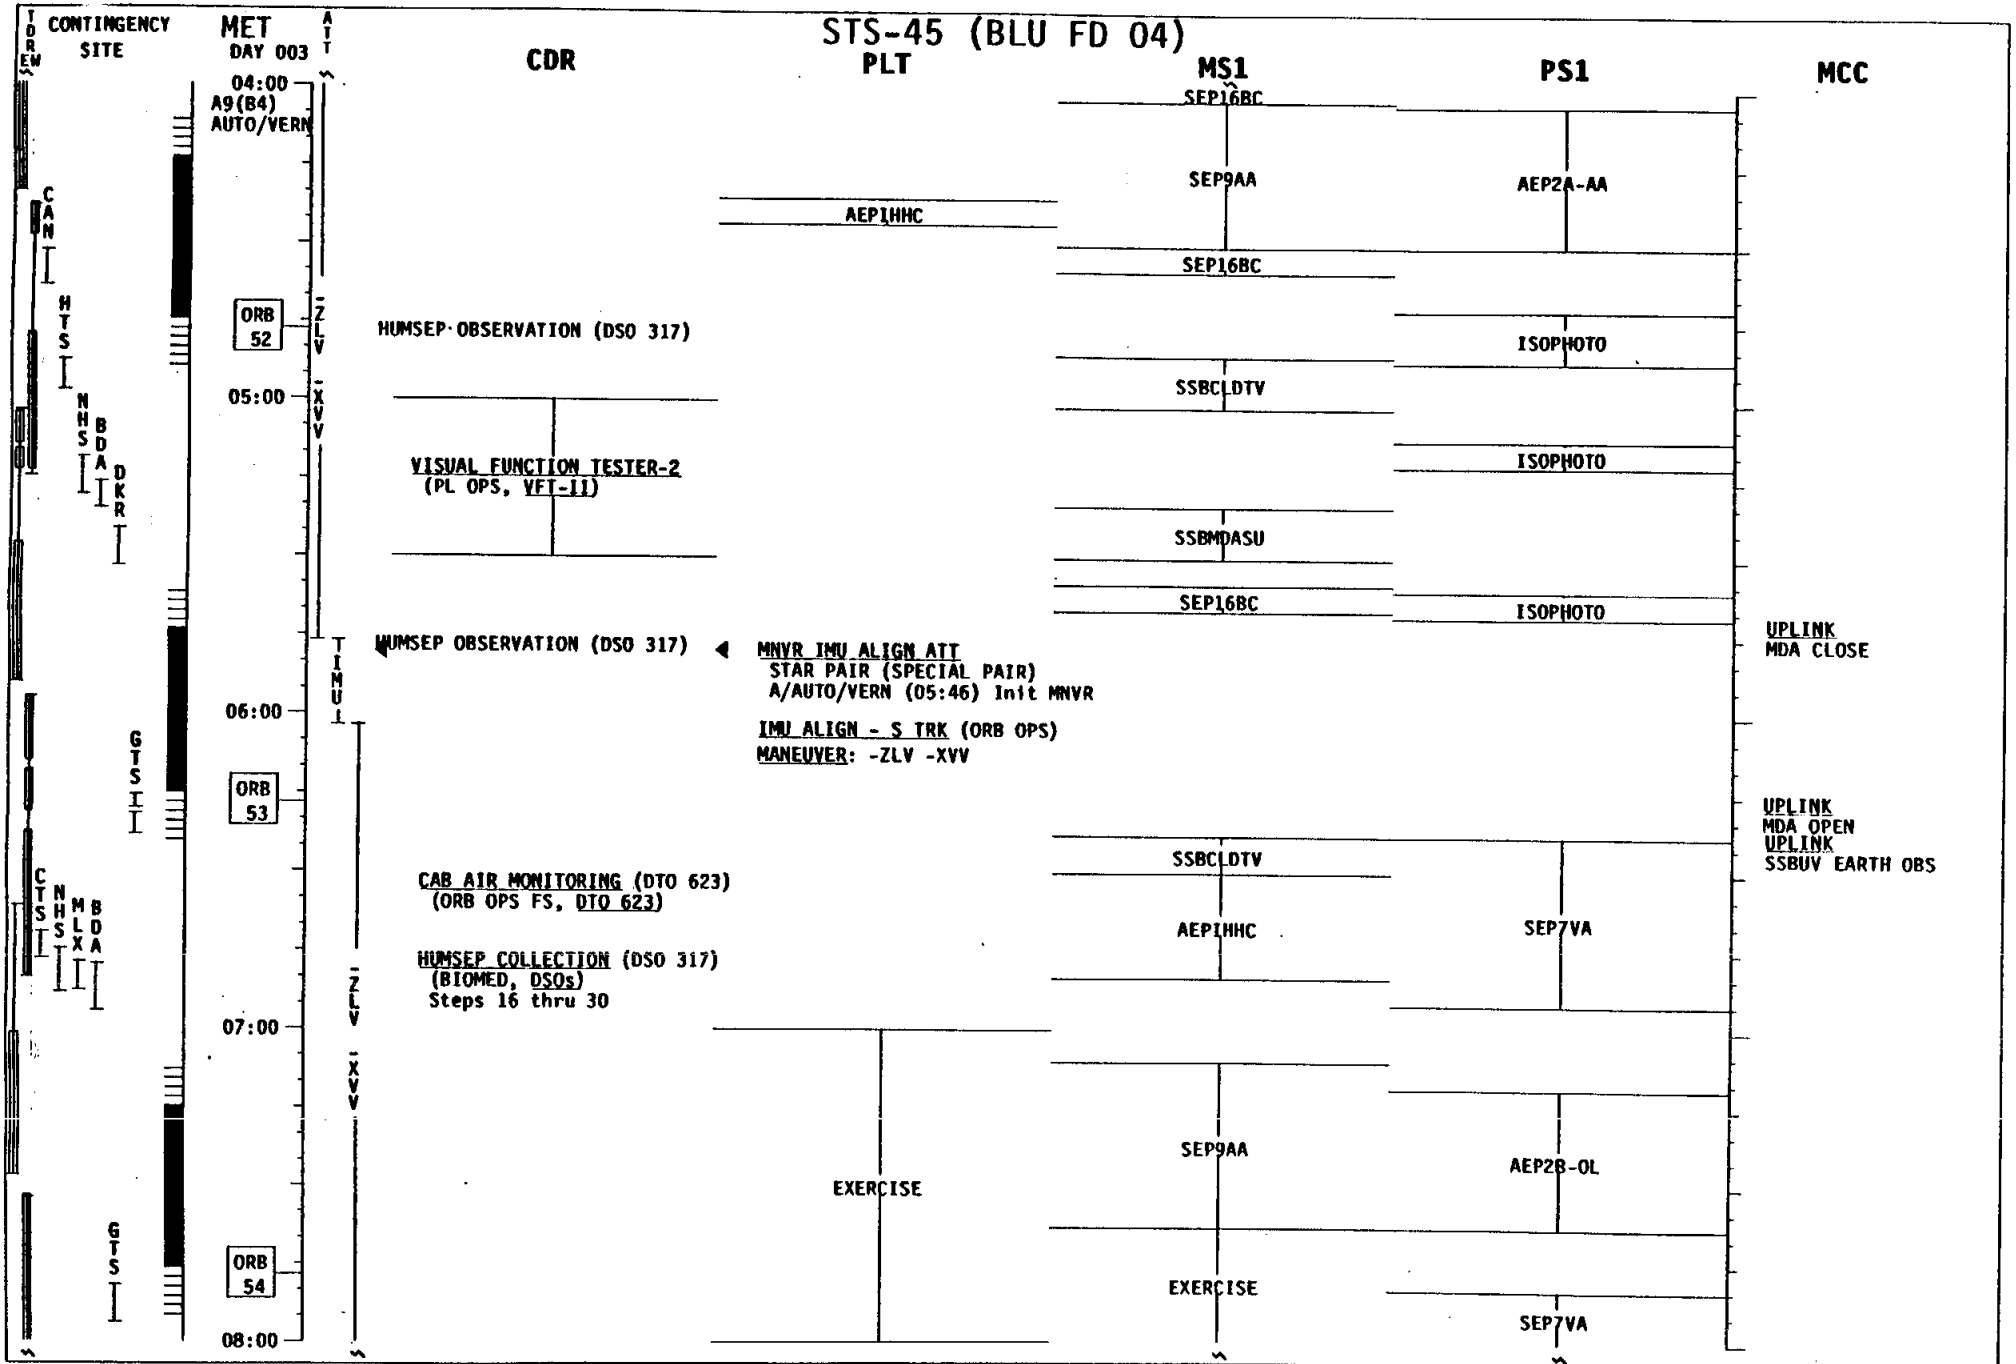 STS-45 (BLU FD 04)
TDRS EW
CONTINGENCY SITE
MET
DAY 003
ATT
CDR
PLT
MS1
PS1
MCC
04:00
A9(B4)
AUTO/VERN
SEP16BC
SEP9AA
AEP2A-AA
CAN
AEPIHHC
SEP16BC
HTS
ORB
52
-ZLV
HUMSEP OBSERVATION (DSO 317)
ISOPHOTO
SSBCLDTV
05:00
-XVV
NHS
BDA
DKR
VISUAL FUNCTION TESTER-2
(PL OPS, VFT-II)
ISOPHOTO
SSBMDASU
SEP16BC
ISOPHOTO
TIMU
HUMSEP OBSERVATION (DSO 317)
MNVR IMU ALIGN ATT
STAR PAIR (SPECIAL PAIR)
A/AUTO/VERN (05:46) Init MNVR
UPLINK
MDA CLOSE
06:00
IMU ALIGN - S TRK (ORB OPS)
MANEUVER: -ZLV -XVV
GTS
ORB
53
UPLINK
MDA OPEN
UPLINK
SSBUV EARTH OBS
SSBCLDTV
CTS
NHS
MLX
BDA
CAB AIR MONITORING (DTO 623)
(ORB OPS FS, DTO 623)
AEPIHHC
SEP7VA
HUMSEP COLLECTION (DSO 317)
(BIOMED, DSOs)
Steps 16 thru 30
-ZLV
07:00
-XVV
SEP9AA
AEP2B-OL
EXERCISE
GTS
ORB
54
EXERCISE
SEP7VA
08:00